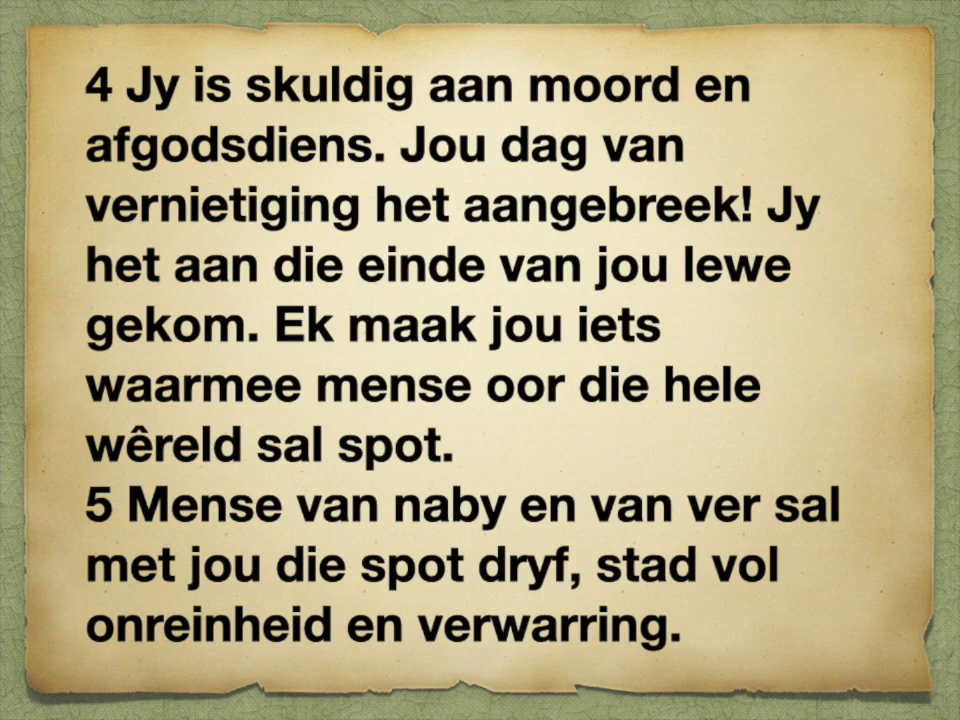 4 Jy is skuldig aan moord en
afgodsdiens. Jou dag van
vernietiging het aangebreek! Jy
het aan die einde van jou lewe
gekom. Ek maak jou iets
waarmee mense oor die hele
wêreld sal spot.
5 Mense van naby en van ver sal
met jou die spot dryf, stad vol
onreinheid en verwarring.